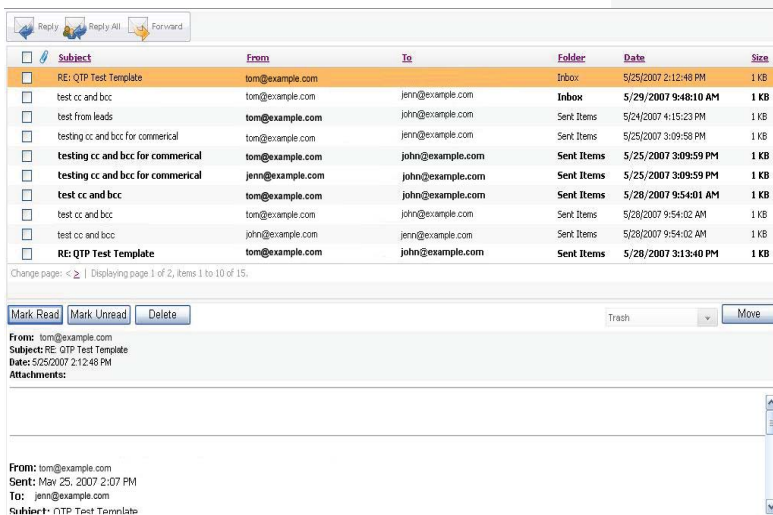 Reply Reply All Forward
Subject From To Folder Date Size
RE: QTP Test Template tom@example.com Inbox 5/25/2007 2:12:48 PM 1 KB
test cc and bcc tom@example.com jenn@example.com Inbox 5/29/2007 9:48:10 AM 1 KB
test from leads tom@example.com john@example.com Sent Items 5/24/2007 4:15:23 PM 1 KB
testing cc and bcc for commerical tom@example.com jenn@example.com Sent Items 5/25/2007 3:09:58 PM 1 KB
testing cc and bcc for commerical tom@example.com john@example.com Sent Items 5/25/2007 3:09:59 PM 1 KB
testing cc and bcc for commerical jenn@example.com john@example.com Sent Items 5/25/2007 3:09:59 PM 1 KB
test cc and bcc tom@example.com john@example.com Sent Items 5/28/2007 9:54:01 AM 1 KB
test cc and bcc tom@example.com john@example.com Sent Items 5/28/2007 9:54:02 AM 1 KB
test cc and bcc john@example.com jenn@example.com Sent Items 5/28/2007 9:54:02 AM 1 KB
RE: QTP Test Template tom@example.com john@example.com Sent Items 5/28/2007 3:13:40 PM 1 KB
Change page: < > | Displaying page 1 of 2, items 1 to 10 of 15.
Mark Read Mark Unread Delete Trash Move
From: tom@example.com
Subject: RE: QTP Test Template
Date: 5/25/2007 2:12:48 PM
Attachments:
From: tom@example.com
Sent: May 25, 2007 2:07 PM
To: jenn@example.com
Subject: QTP Test Template